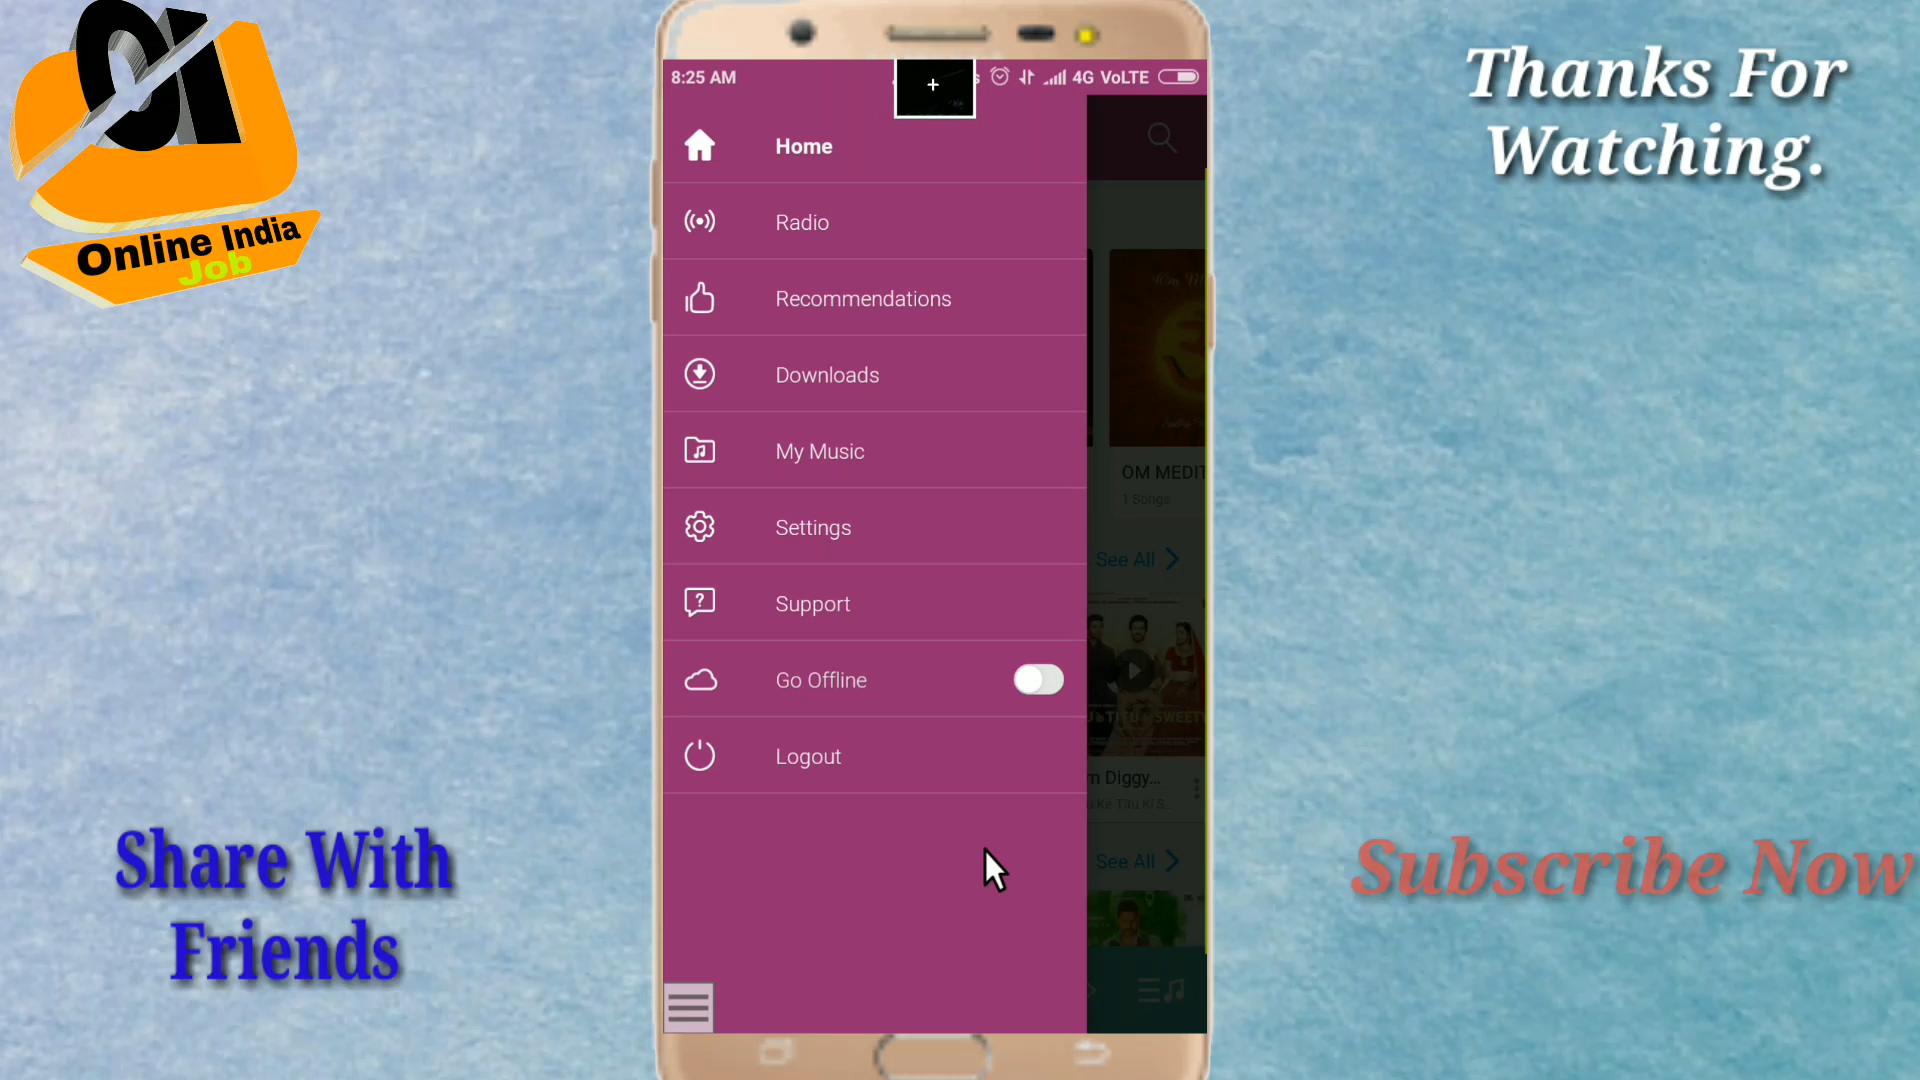 OI
Online India
Job
Thanks For
Watching.
8:25 AM
4G VoLTE
Home
Radio
Recommendations
Downloads
My Music
Settings
Support
Go Offline
Logout
OM MEDIT
1 Songs
See All
m Diggy...
See All
Share With
Friends
Subscribe Now